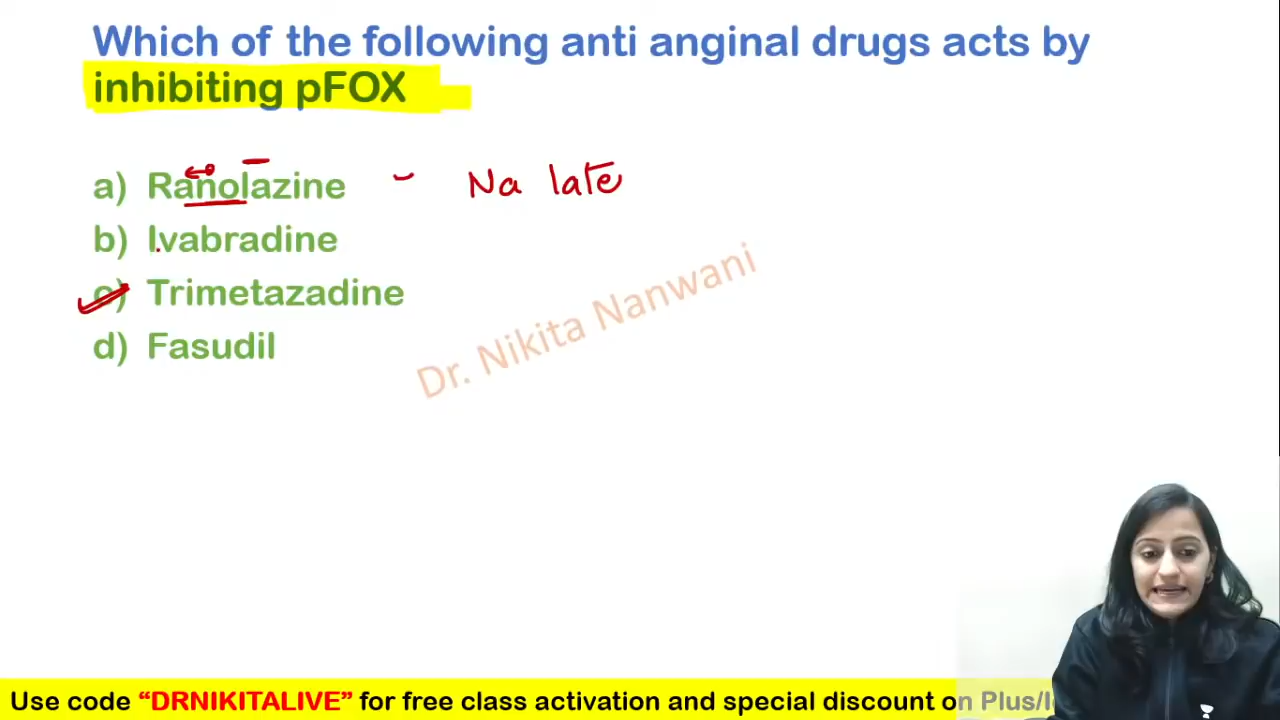 Which of the following anti anginal drugs acts by
inhibiting pFOX
a) Ranolazine - Na late
b) Ivabradine
c) Trimetazadine
d) Fasudil
Dr. Nikita Nanwani
Use code “DRNIKITALIVE” for free class activation and special discount on Plus/I